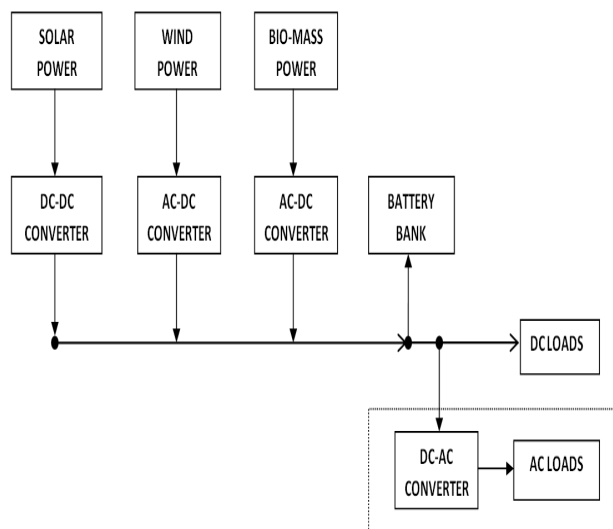 SOLAR
POWER
WIND
POWER
BIO-MASS
POWER
DC-DC
CONVERTER
AC-DC
CONVERTER
AC-DC
CONVERTER
BATTERY
BANK
DC LOADS
DC-AC
CONVERTER
AC LOADS